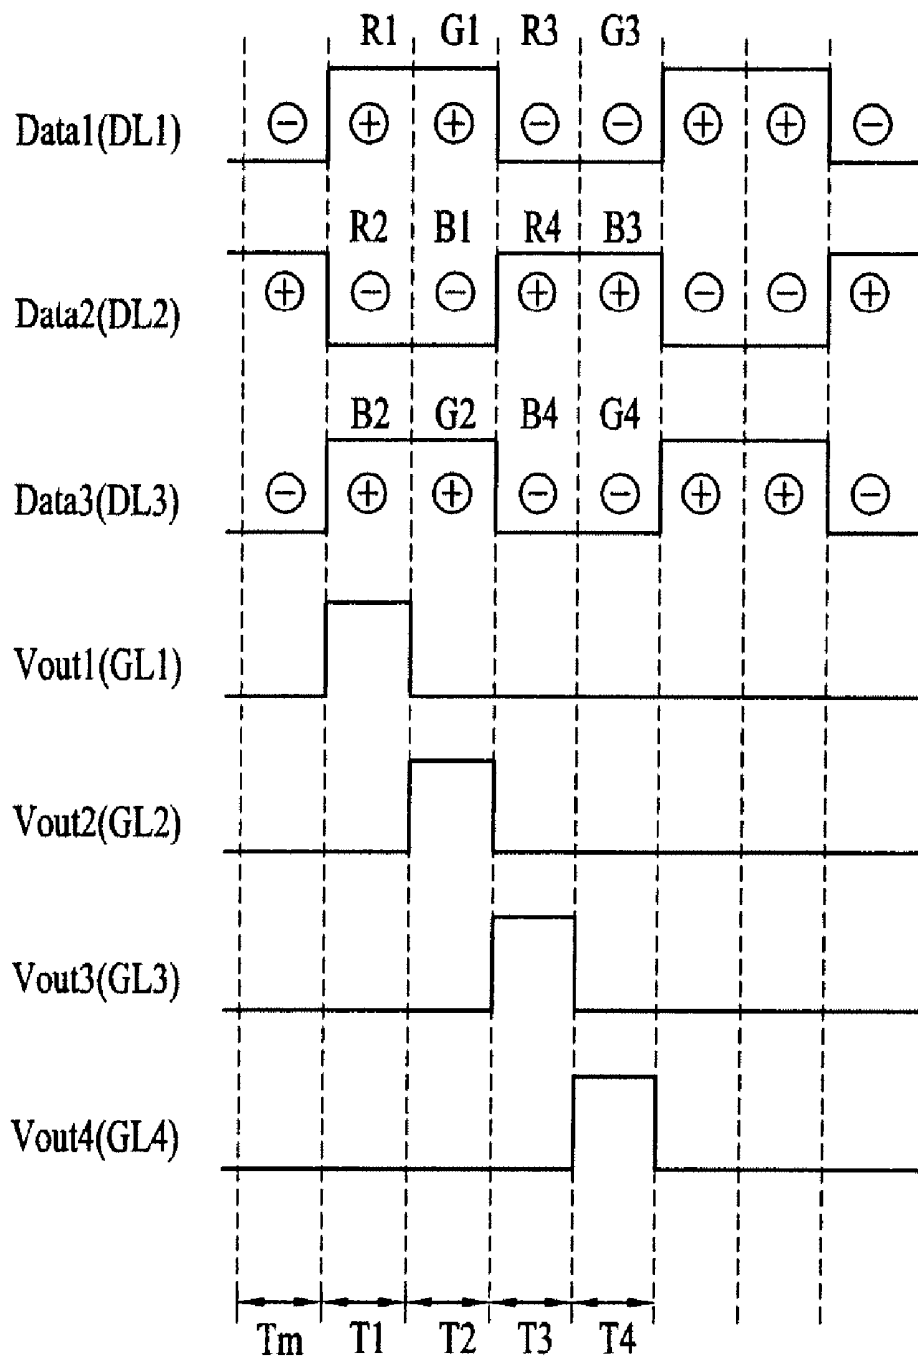 R1 G1 R3 G3
Data1(DL1) ⊖ ⊕ ⊕ ⊖ ⊖ ⊕ ⊕ ⊖
R2 B1 R4 B3
Data2(DL2) ⊕ ⊖ ⊖ ⊕ ⊕ ⊖ ⊖ ⊕
B2 G2 B4 G4
Data3(DL3) ⊖ ⊕ ⊕ ⊖ ⊖ ⊕ ⊕ ⊖
Vout1(GL1)
Vout2(GL2)
Vout3(GL3)
Vout4(GL4)
Tm T1 T2 T3 T4